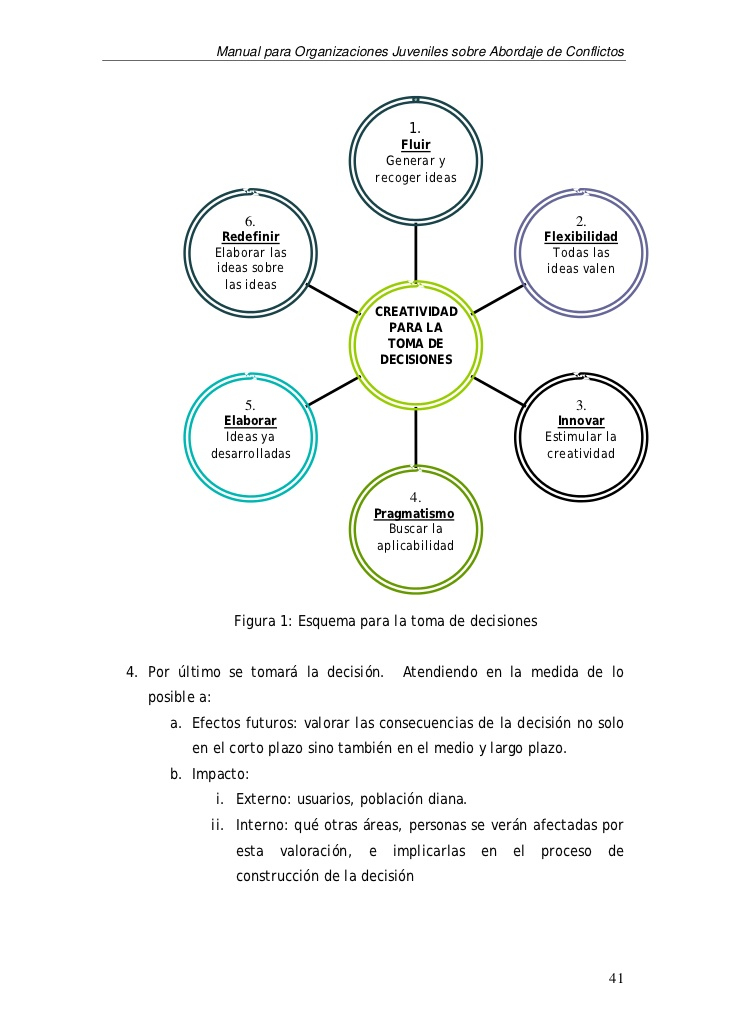 Manual para Organizaciones Juveniles sobre Abordaje de Conflictos
1.
Fluir
Generar y
recoger ideas
2.
Flexibilidad
Todas las
ideas valen
3.
Innovar
Estimular la
creatividad
4.
Pragmatismo
Buscar la
aplicabilidad
5.
Elaborar
Ideas ya
desarrolladas
6.
Redefinir
Elaborar las
ideas sobre
las ideas
CREATIVIDAD
PARA LA
TOMA DE
DECISIONES
Figura 1: Esquema para la toma de decisiones
4. Por último se tomará la decisión. Atendiendo en la medida de lo
posible a:
a. Efectos futuros: valorar las consecuencias de la decisión no solo
en el corto plazo sino también en el medio y largo plazo.
b. Impacto:
i. Externo: usuarios, población diana.
ii. Interno: qué otras áreas, personas se verán afectadas por
esta valoración, e implicarlas en el proceso de
construcción de la decisión
41